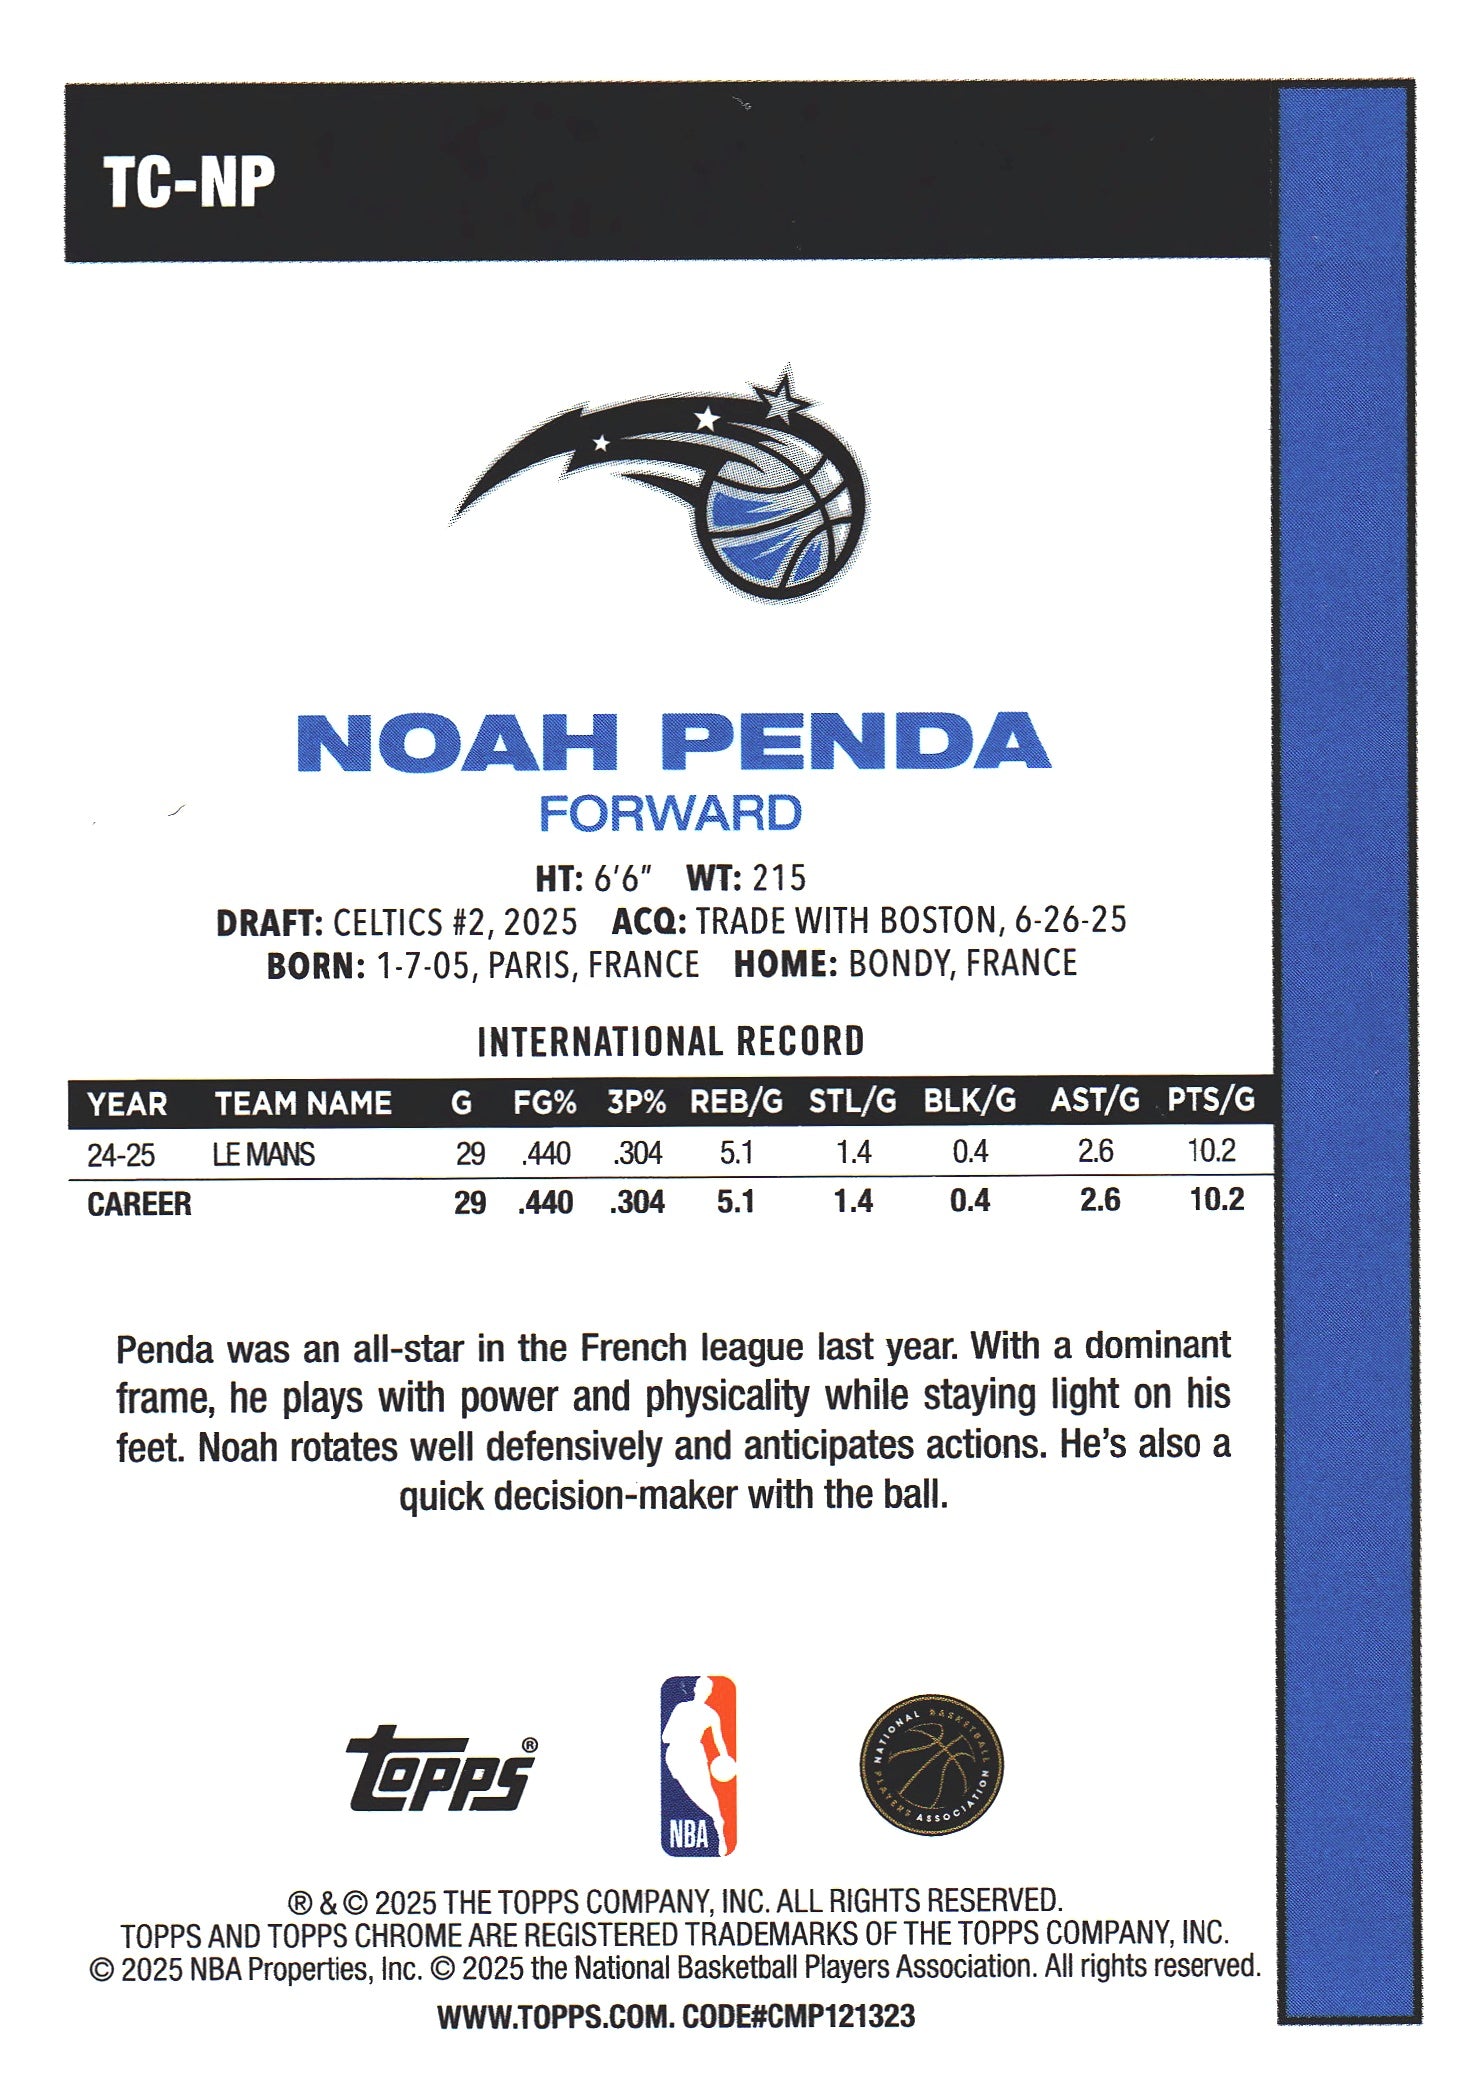 TC-NP
NOAH PENDA
FORWARD
HT: 6'6" WT: 215
DRAFT: CELTICS #2, 2025 ACQ: TRADE WITH BOSTON, 6-26-25
BORN: 1-7-05, PARIS, FRANCE HOME: BONDY, FRANCE
INTERNATIONAL RECORD
YEAR TEAM NAME G FG% 3P% REB/G STL/G BLK/G AST/G PTS/G
24-25 LE MANS 29 .440 .304 5.1 1.4 0.4 2.6 10.2
CAREER 29 .440 .304 5.1 1.4 0.4 2.6 10.2
Penda was an all-star in the French league last year. With a dominant
frame, he plays with power and physicality while staying light on his
feet. Noah rotates well defensively and anticipates actions. He's also a
quick decision-maker with the ball.
Topps®
NBA
NATIONAL BASKETBALL PLAYERS ASSOCIATION
® & © 2025 THE TOPPS COMPANY, INC. ALL RIGHTS RESERVED.
TOPPS AND TOPPS CHROME ARE REGISTERED TRADEMARKS OF THE TOPPS COMPANY, INC.
© 2025 NBA Properties, Inc. © 2025 the National Basketball Players Association. All rights reserved.
WWW.TOPPS.COM. CODE#CMP121323